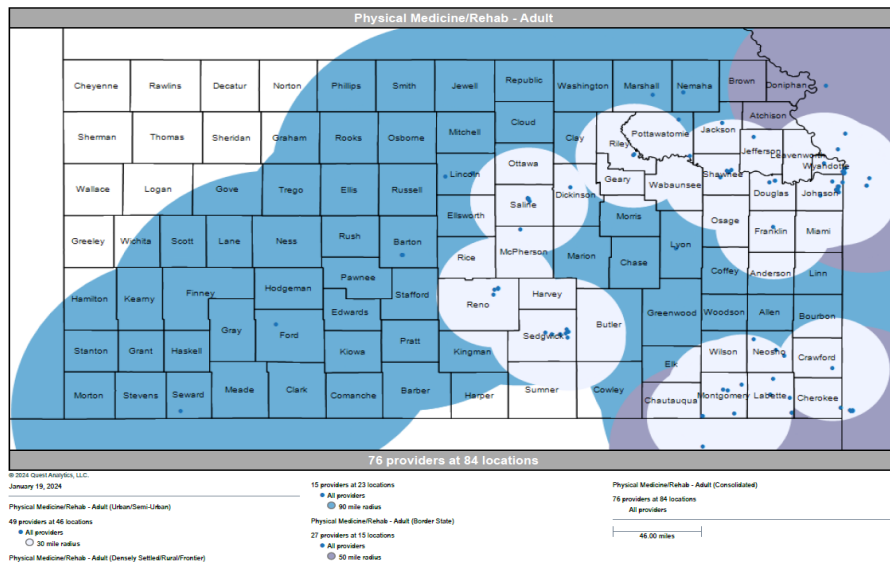 Physical Medicine/Rehab - Adult
Cheyenne Rawlins Decatur Norton Phillips Smith Jewell Republic Washington Marshall Nemaha Brown Doniphan
Sherman Thomas Sheridan Graham Rooks Osborne Mitchell Cloud Clay Riley Pottawatomie Jackson Atchison
Jefferson Leavenworth Wyandotte
Wallace Logan Gove Trego Ellis Russell Lincoln Ottawa Saline Dickinson Geary Wabaunsee Shawnee Douglas Johnson
Greeley Wichita Scott Lane Ness Rush Barton Ellsworth McPherson Marion Morris Chase Lyon Osage Franklin Miami
Hamilton Kearny Finney Hodgeman Pawnee Stafford Rice Reno Harvey Coffey Anderson Linn
Gray Ford Edwards Pratt Sedgwick Butler Greenwood Woodson Allen Bourbon
Stanton Grant Haskell Kiowa Kingman Elk Wilson Neosho Crawford
Morton Stevens Seward Meade Clark Comanche Barber Harper Sumner Cowley Chautauqua Montgomery Labette Cherokee
76 providers at 84 locations
© 2024 Quest Analytics, LLC.
January 19, 2024
Physical Medicine/Rehab - Adult (Urban/Semi-Urban)
49 providers at 46 locations
All providers
30 mile radius
Physical Medicine/Rehab - Adult (Densely Settled/Rural/Frontier)
15 providers at 23 locations
All providers
90 mile radius
Physical Medicine/Rehab - Adult (Border State)
27 providers at 15 locations
All providers
50 mile radius
Physical Medicine/Rehab - Adult (Consolidated)
76 providers at 84 locations
All providers
46.00 miles